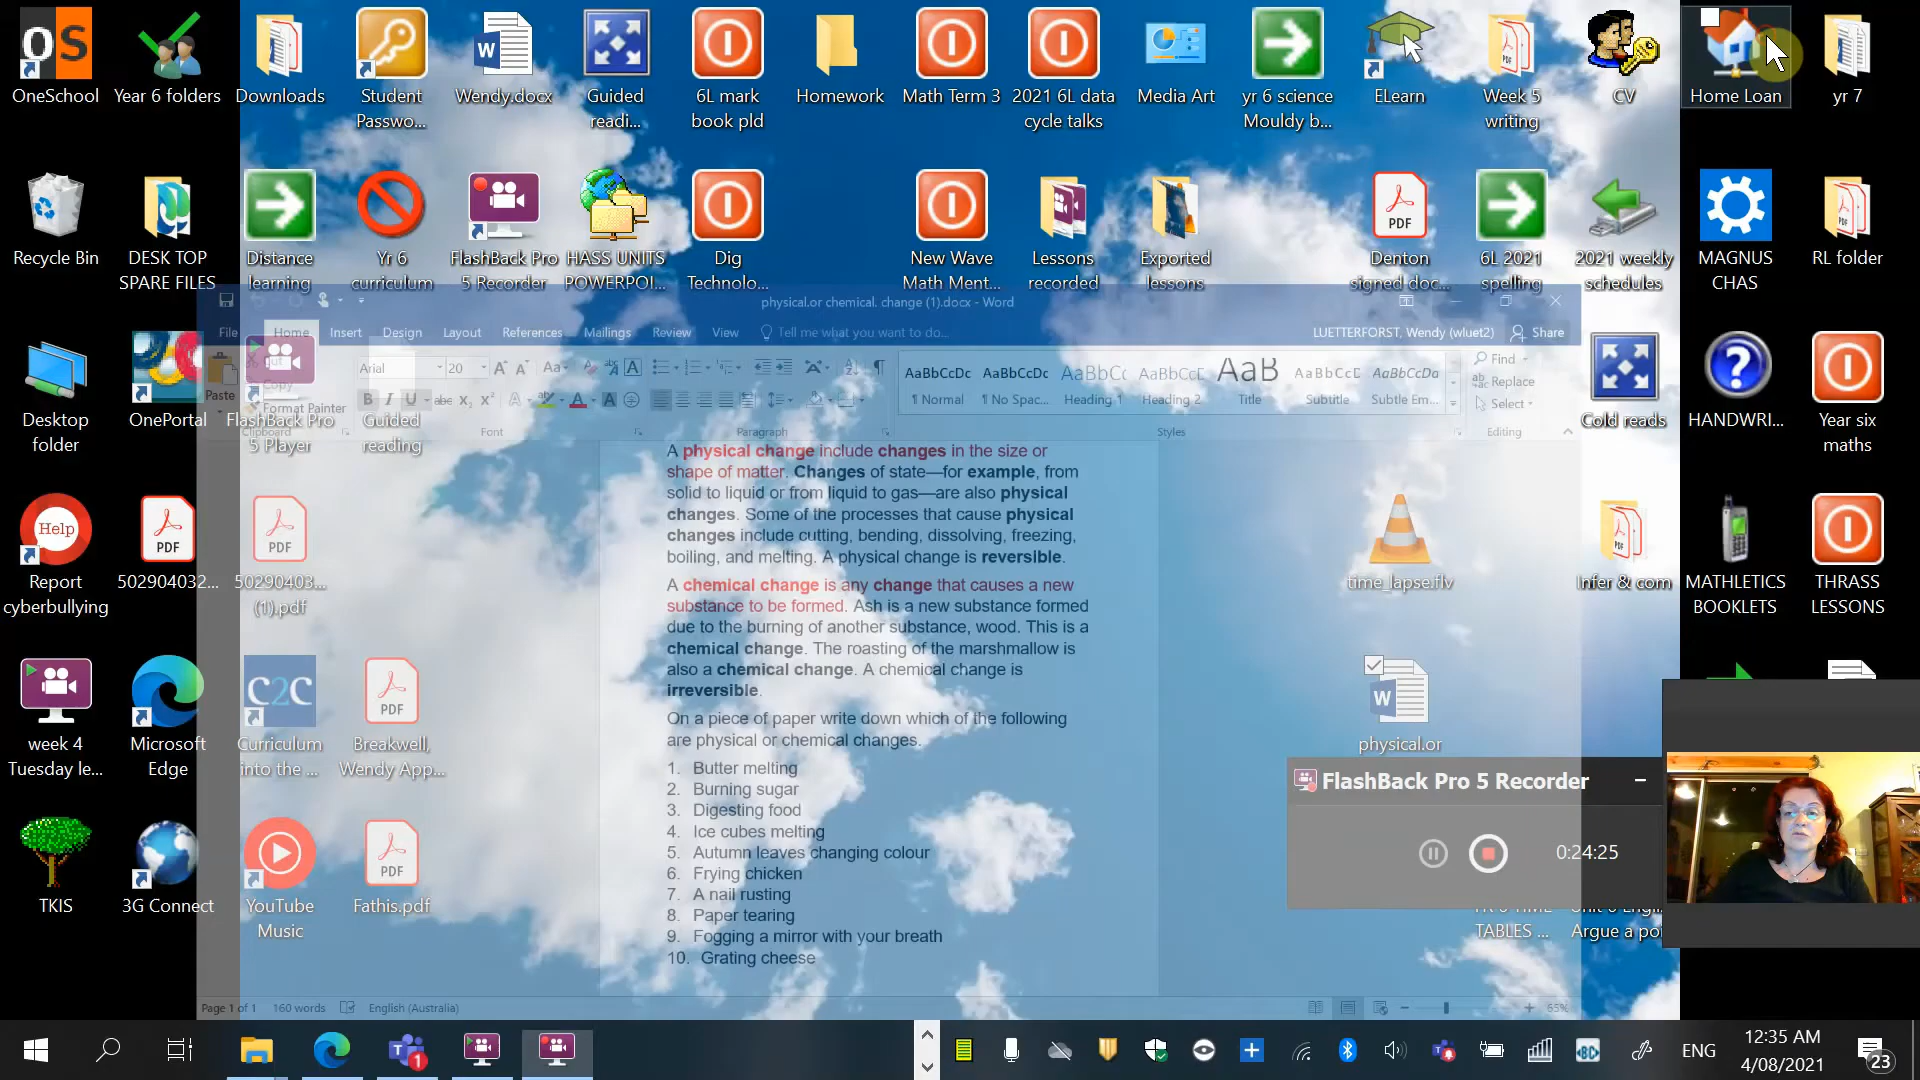 OneSchool
Year 6 folders
Downloads
Student
Passwo...
Wendy.docx
Guided
readi...
6L mark
book pld
Homework
Math Term 3
2021 6L data
cycle talks
Media Art
yr 6 science
Mouldy b...
ELearn
Week 5
writing
CV
Home Loan
yr 7
Recycle Bin
DESK TOP
SPARE FILES
Distance
learning
Yr 6
curriculum
FlashBack Pro
5 Recorder
HASS UNITS
POWERPOI...
Dig
Technolo...
New Wave
Math Ment...
Lessons
recorded
Exported
lessons
Denton
signed doc...
6L 2021
spelling
2021 weekly
schedules
MAGNUS
CHAS
RL folder
physical.or chemical. change (1).docx - Word
File Home Insert Design Layout References Mailings Review View Tell me what you want to do...
LUETTERFORST, Wendy (wluet2) Share
Cut
Copy
Format Painter
Paste
Clipboard
Arial 20
Font
Paragraph
AaBbCcDc AaBbCcDc AaBbCc AaBbCcE AaB AaBbCcE AaBbCcDa
¶ Normal ¶ No Spac... Heading 1 Heading 2 Title Subtitle Subtle Em...
Styles
Find
Replace
Select
Editing
Desktop
folder
OnePortal
FlashBack Pro
5 Player
Guided
reading
Cold reads
HANDWRI...
Year six
maths
A physical change include changes in the size or
shape of matter. Changes of state—for example, from
solid to liquid or from liquid to gas—are also physical
changes. Some of the processes that cause physical
changes include cutting, bending, dissolving, freezing,
boiling, and melting. A physical change is reversible.
A chemical change is any change that causes a new
substance to be formed. Ash is a new substance formed
due to the burning of another substance, wood. This is a
chemical change. The roasting of the marshmallow is
also a chemical change. A chemical change is
irreversible.
On a piece of paper write down which of the following
are physical or chemical changes.
1. Butter melting
2. Burning sugar
3. Digesting food
4. Ice cubes melting
5. Autumn leaves changing colour
6. Frying chicken
7. A nail rusting
8. Paper tearing
9. Fogging a mirror with your breath
10. Grating cheese
Help
Report
cyberbullying
PDF
502904032...
PDF
50290403...
(1).pdf
time_lapse.flv
Infer & com
MATHLETICS
BOOKLETS
THRASS
LESSONS
week 4
Tuesday le...
Microsoft
Edge
C2C
Curriculum
into the ...
PDF
Breakwell,
Wendy App...
physical.or
FlashBack Pro 5 Recorder
0:24:25
TKIS
3G Connect
YouTube
Music
PDF
Fathis.pdf
TABLES ...
Argue a po
Page 1 of 1 160 words English (Australia)
65%
ENG
12:35 AM
4/08/2021
23